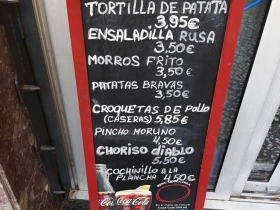 TORTILLA DE PATATA
3,95€
ENSALADILLA RUSA
3,50€
MORROS FRITO
3,50€
PATATAS BRAVAS
3,50€
CROQUETAS DE POLLO
(CASERAS) 5,85€
PINCHO MORUNO
4,50€
CHORISO DIABLO
5,50€
COCHINILLO A LA
PLANCHA 4,50€
Coca-Cola